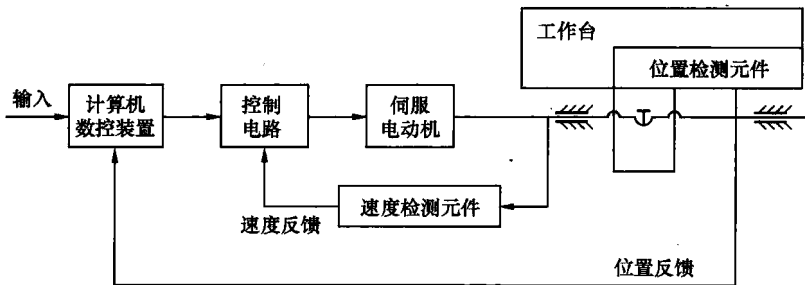 工作台
位置检测元件
输入
计算机
数控装置
控制
电路
伺服
电动机
速度反馈
速度检测元件
位置反馈